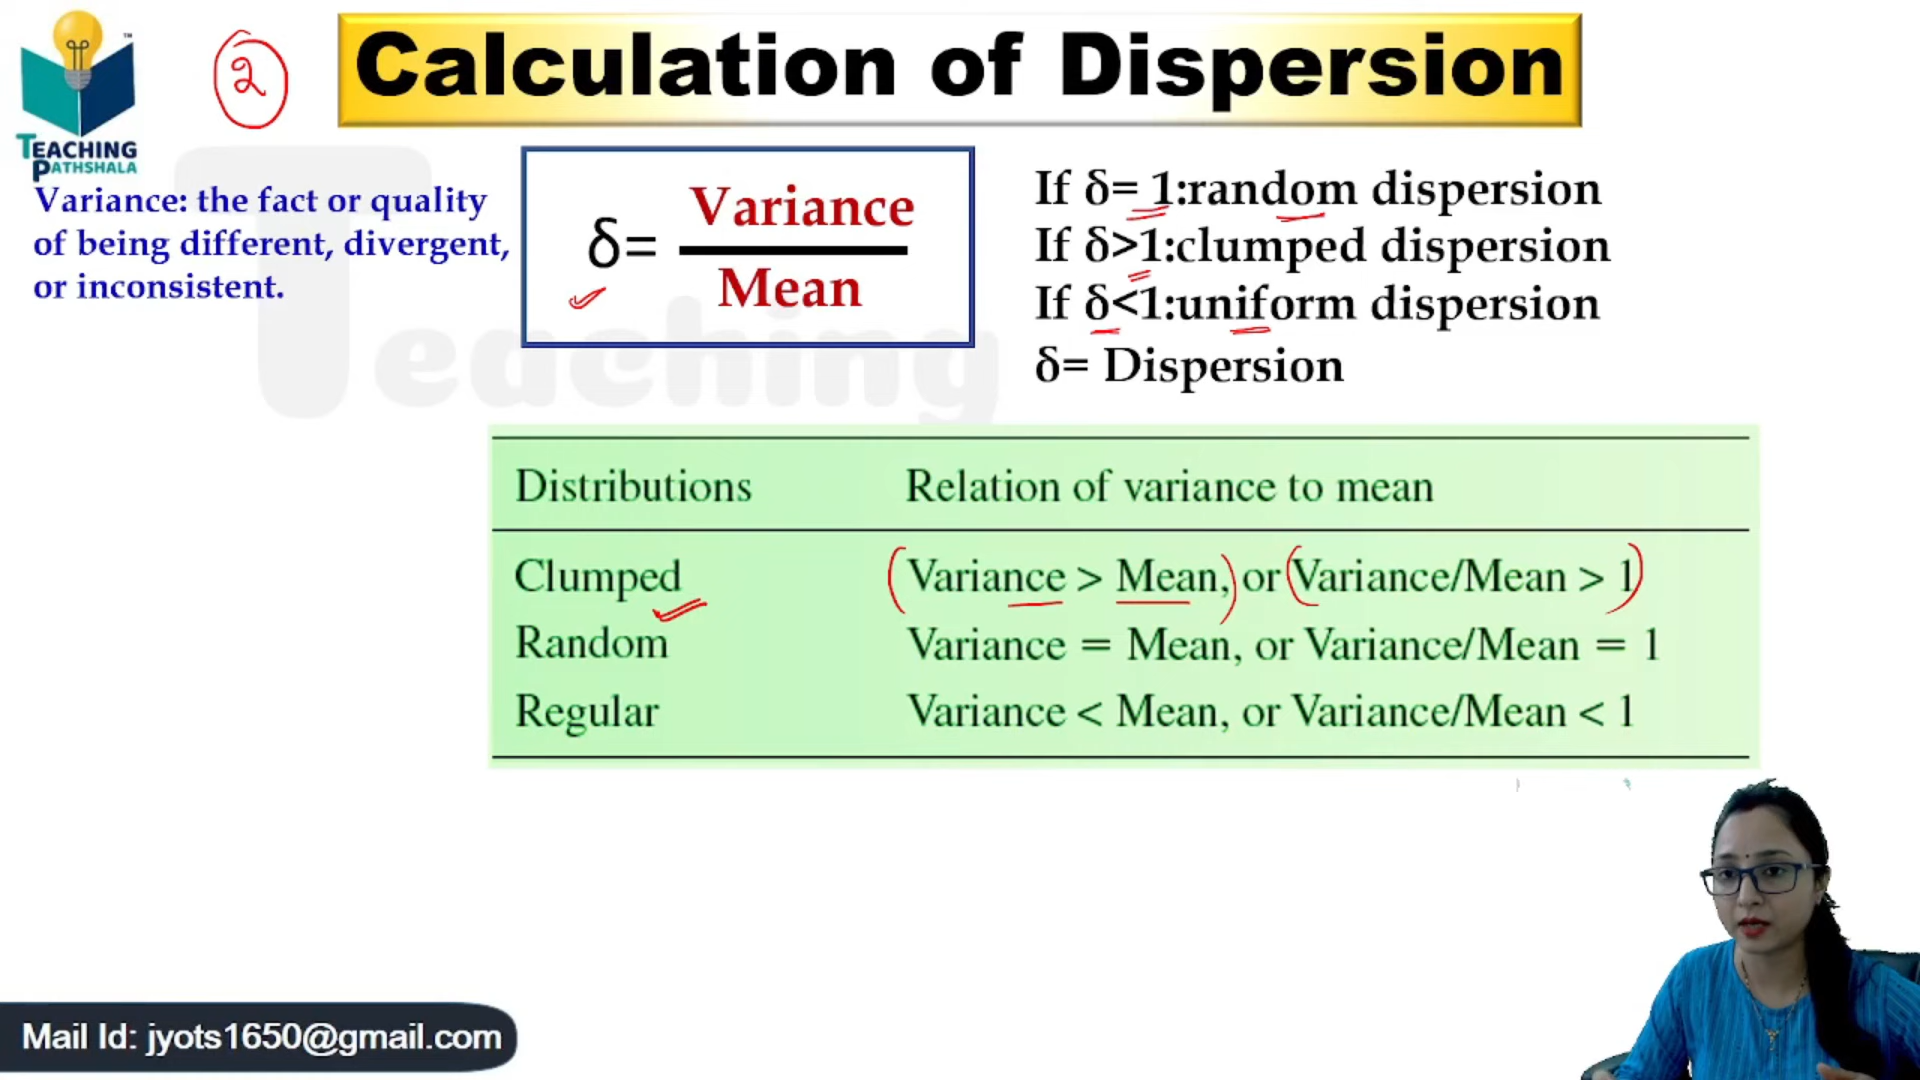 TEACHING
PATHSHALA
TM
2
Calculation of Dispersion
Variance: the fact or quality
of being different, divergent,
or inconsistent.
δ= Variance
Mean
If δ= 1:random dispersion
If δ>1:clumped dispersion
If δ<1:uniform dispersion
δ= Dispersion
Teaching
Distributions Relation of variance to mean
Clumped (Variance > Mean,) or (Variance/Mean > 1)
Random Variance = Mean, or Variance/Mean = 1
Regular Variance < Mean, or Variance/Mean < 1
Mail Id: jyots1650@gmail.com